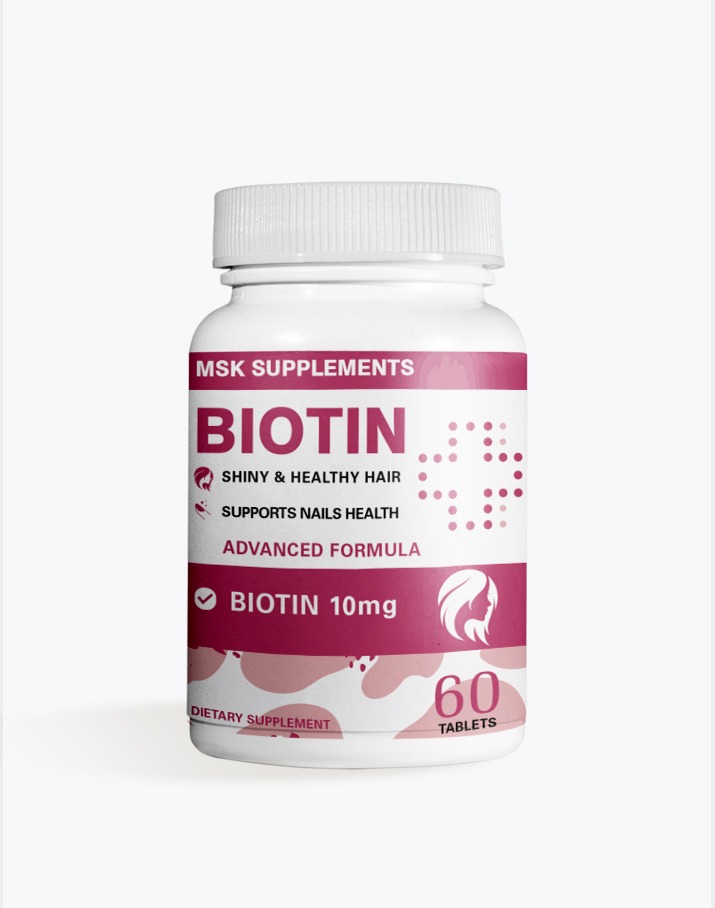 MSK SUPPLEMENTS
BIOTIN
SHINY & HEALTHY HAIR
SUPPORTS NAILS HEALTH
ADVANCED FORMULA
BIOTIN 10mg
60
TABLETS
DIETARY SUPPLEMENT